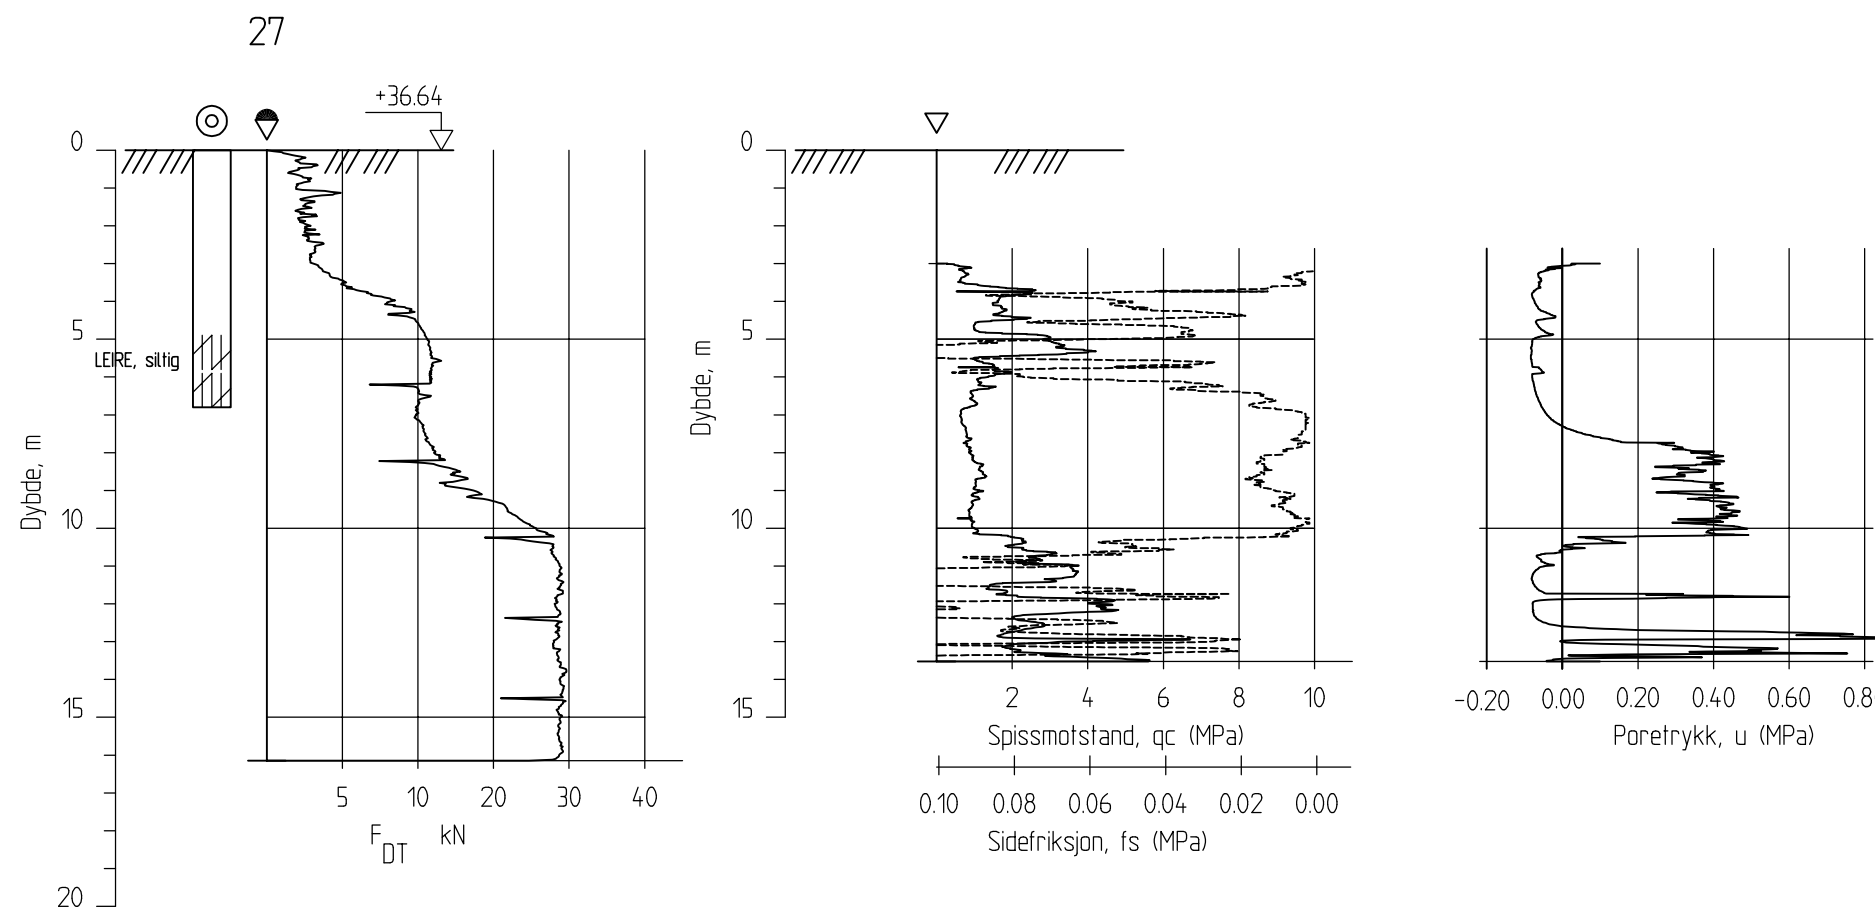 27
+36.64
0
5
10
15
20
Dybde, m
LEIRE, siltig
5 10 20 30 40
F DT kN
0
5
10
15
Dybde, m
2 4 6 8 10
Spissmotstand, qc (MPa)
0.10 0.08 0.06 0.04 0.02 0.00
Sidefriksjon, fs (MPa)
-0.20 0.00 0.20 0.40 0.60 0.8
Poretrykk, u (MPa)